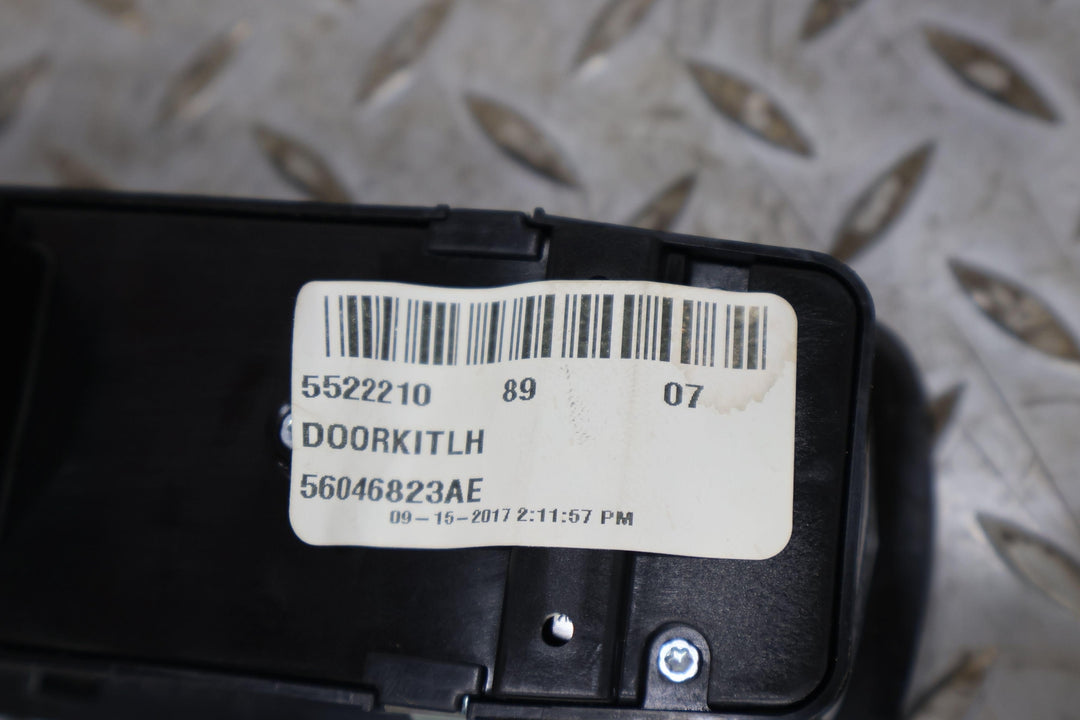 5522210 89 07
DOORKITLH
56046823AE
09-15-2017 2:11:57 PM